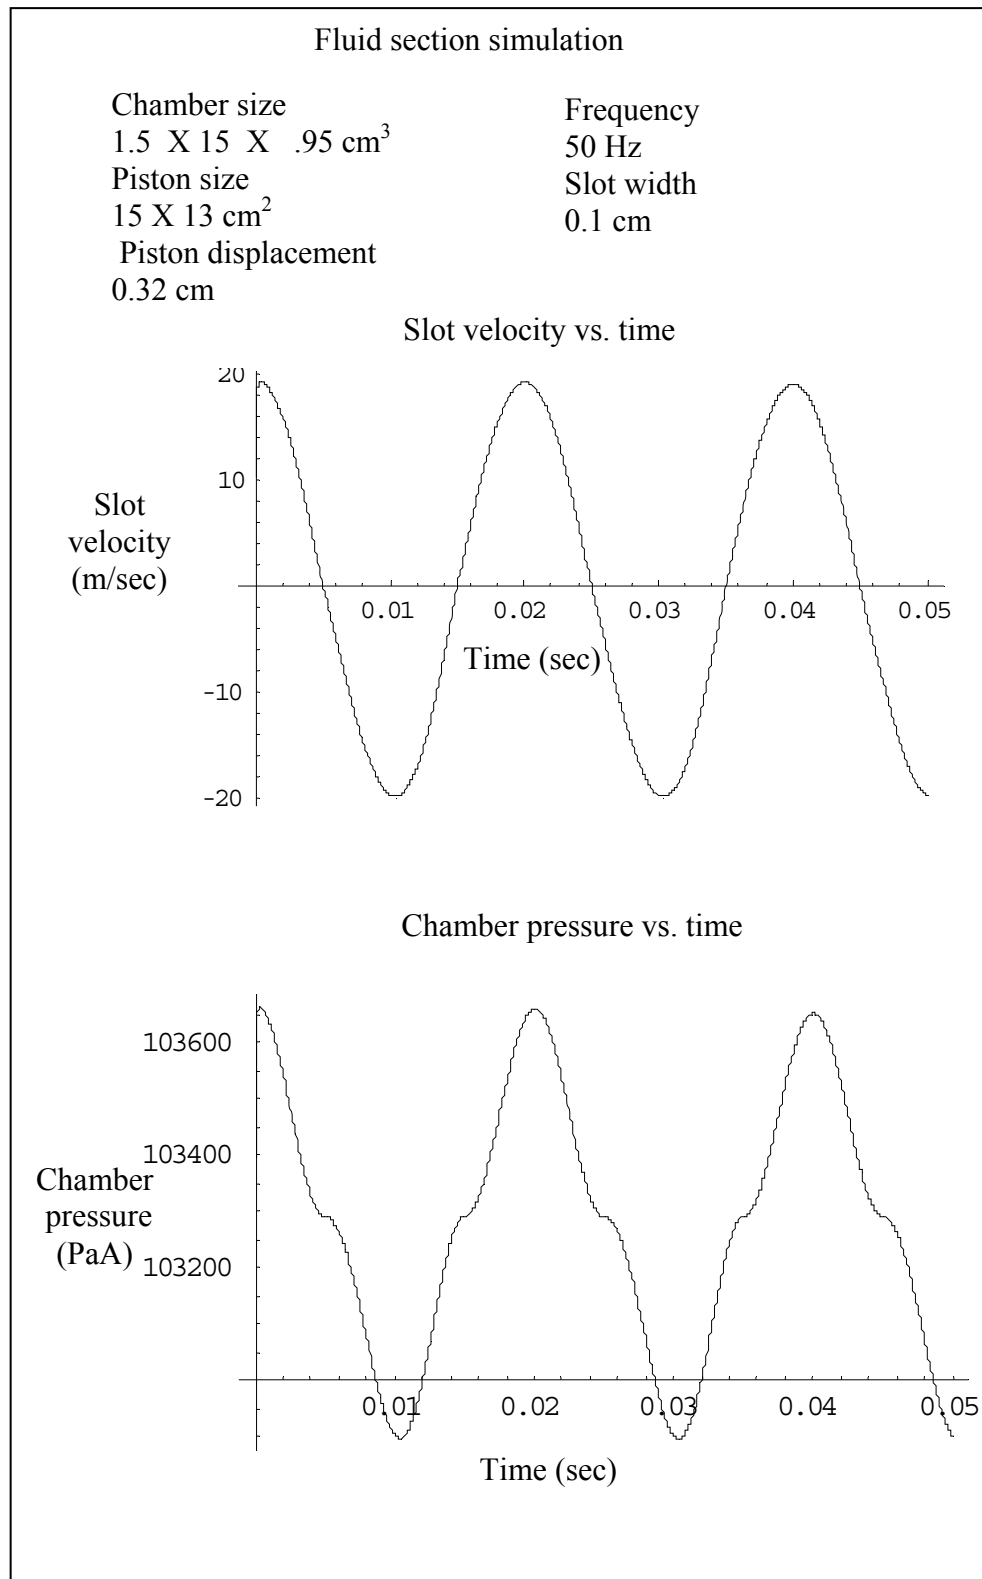 Fluid section simulation
Chamber size
1.5 X 15 X .95 cm³
Piston size
15 X 13 cm²
Piston displacement
0.32 cm
Frequency
50 Hz
Slot width
0.1 cm
Slot velocity vs. time
20
10
-10
-20
Slot
velocity
(m/sec)
0.01 0.02 0.03 0.04 0.05
Time (sec)
Chamber pressure vs. time
103600
103400
103200
Chamber
pressure
(PaA)
0.01 0.02 0.03 0.04 0.05
Time (sec)